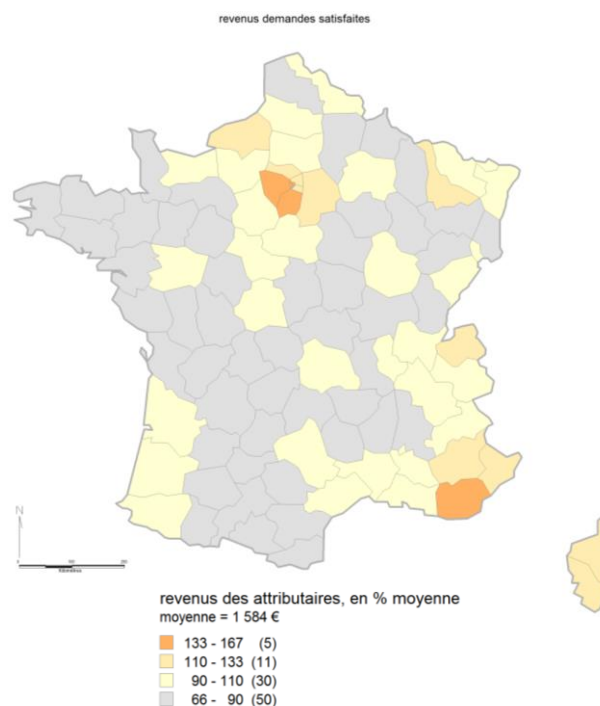 revenus demandes satisfaites
N
revenus des attributaires, en % moyenne
moyenne = 1 584 €
133 - 167 (5)
110 - 133 (11)
90 - 110 (30)
66 - 90 (50)